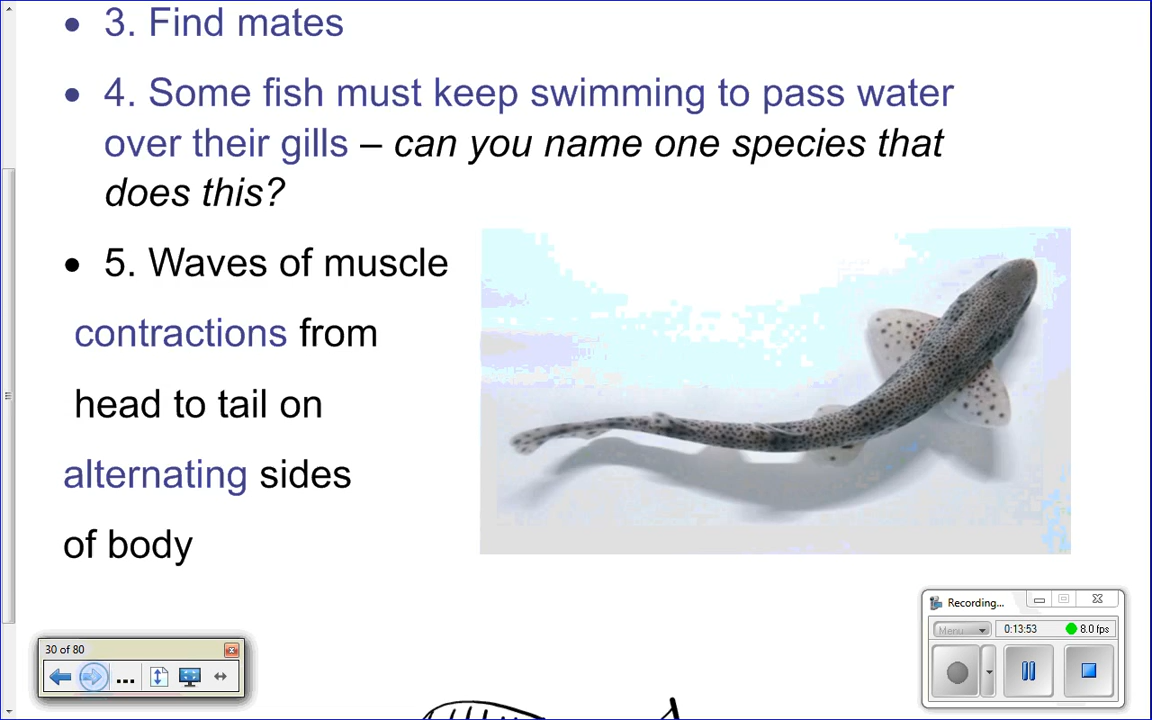 • 3. Find mates
• 4. Some fish must keep swimming to pass water
over their gills – can you name one species that
does this?
• 5. Waves of muscle
contractions from
head to tail on
alternating sides
of body
Recording...
Menu
0:13:53
8.0 fps
30 of 80
...